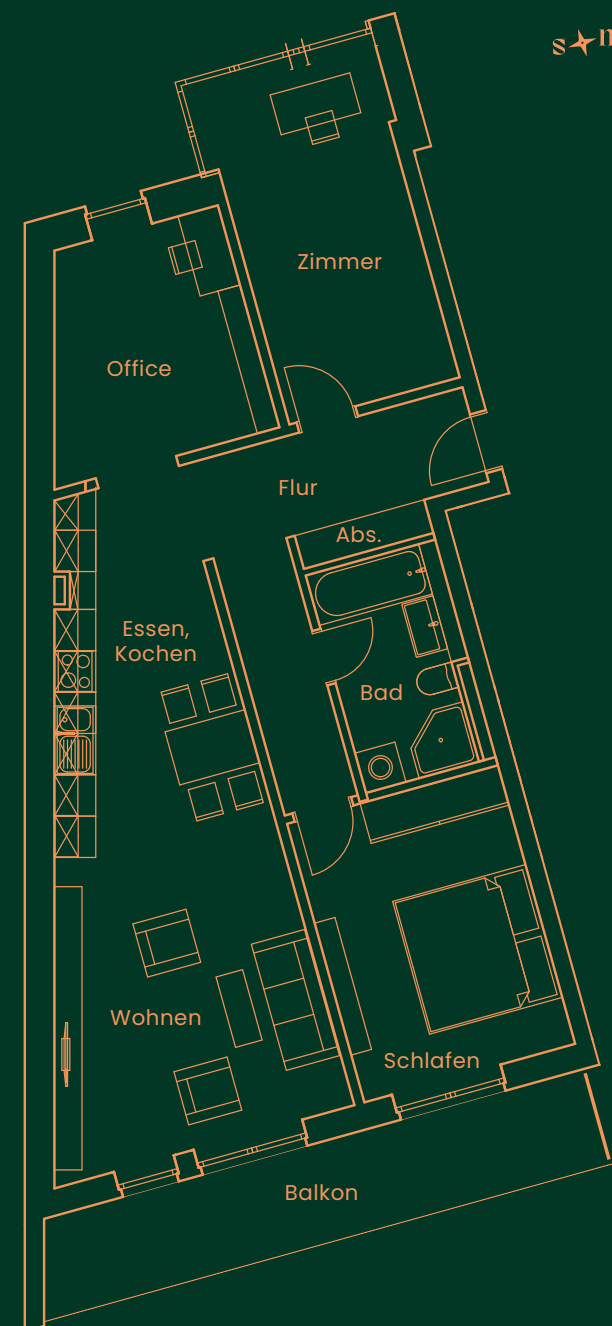 Zimmer
Office
Flur
Abs.
Essen,
Kochen
Bad
Wohnen
Schlafen
Balkon